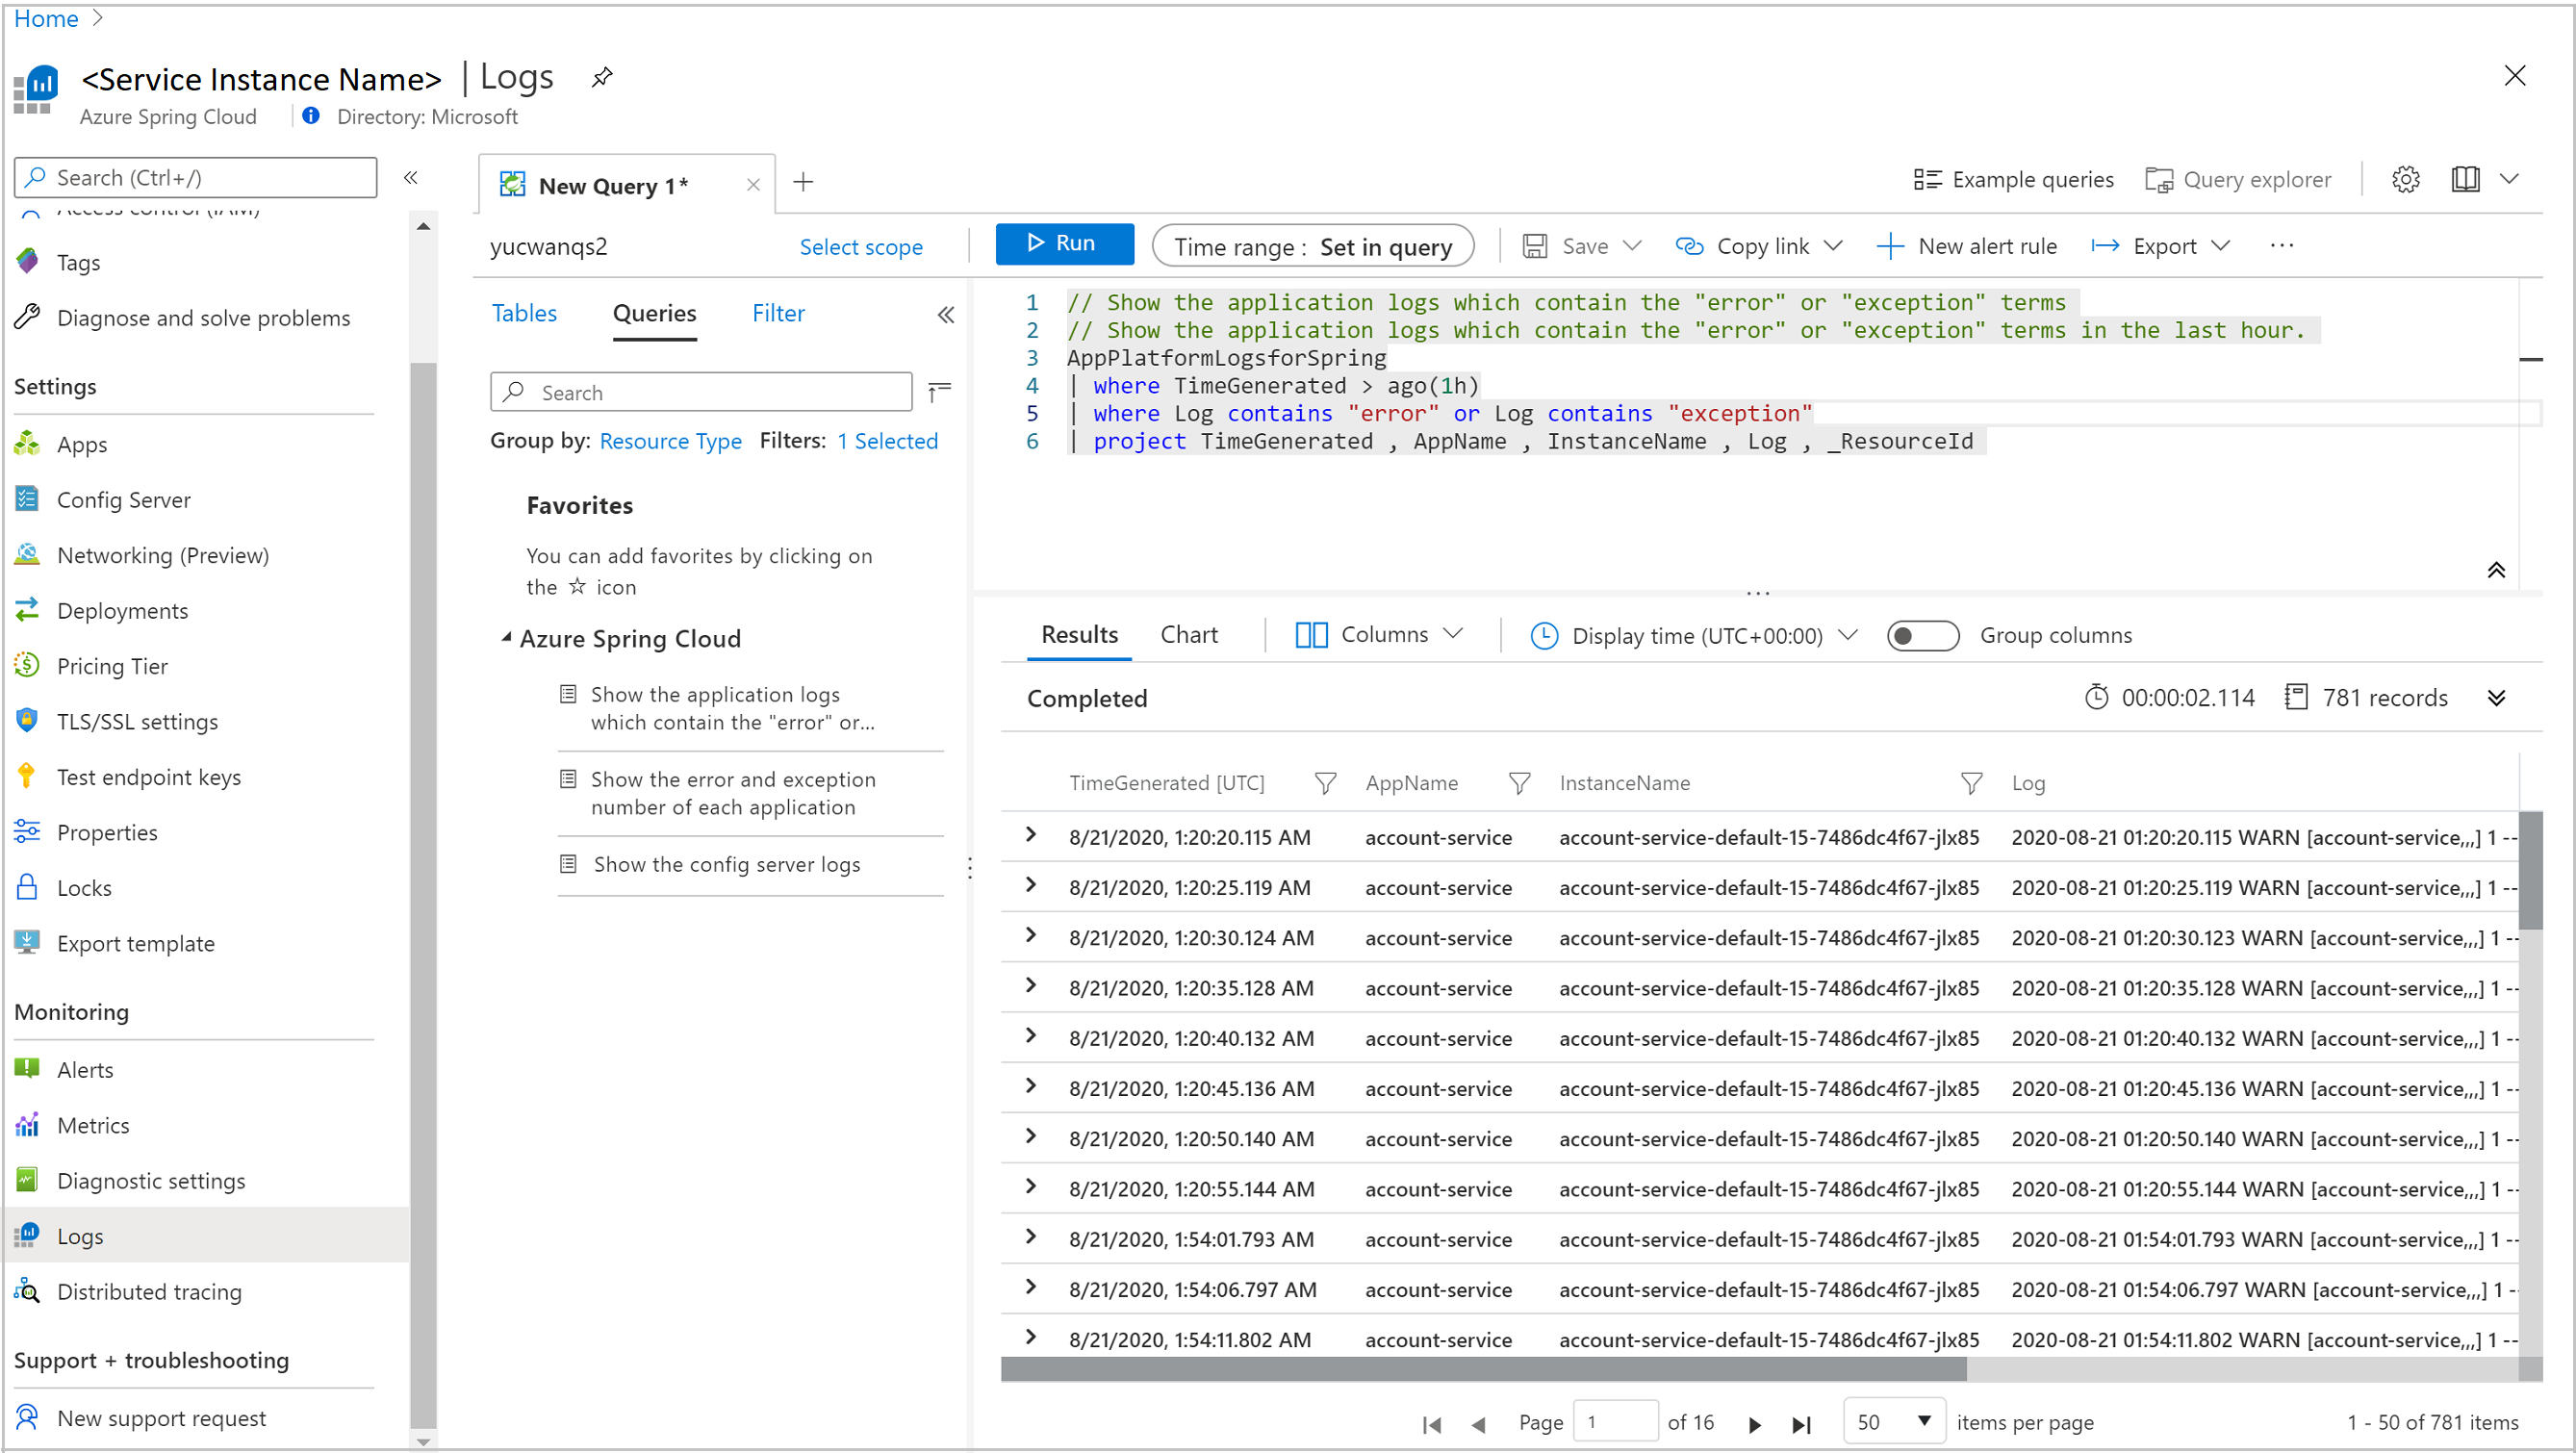 Home
<Service Instance Name> | Logs
Azure Spring Cloud
Directory: Microsoft
Search (Ctrl+/)
Access control (IAM)
Tags
Diagnose and solve problems
Settings
Apps
Config Server
Networking (Preview)
Deployments
Pricing Tier
TLS/SSL settings
Test endpoint keys
Properties
Locks
Export template
Monitoring
Alerts
Metrics
Diagnostic settings
Logs
Distributed tracing
Support + troubleshooting
New support request
New Query 1*
Example queries
Query explorer
yucwanqs2
Select scope
Run
Time range : Set in query
Save
Copy link
New alert rule
Export
Tables
Queries
Filter
Search
Group by: Resource Type Filters: 1 Selected
Favorites
You can add favorites by clicking on
the ☆ icon
Azure Spring Cloud
Show the application logs
which contain the "error" or...
Show the error and exception
number of each application
Show the config server logs
1 // Show the application logs which contain the "error" or "exception" terms
2 // Show the application logs which contain the "error" or "exception" terms in the last hour.
3 AppPlatformLogsforSpring
4 | where TimeGenerated > ago(1h)
5 | where Log contains "error" or Log contains "exception"
6 | project TimeGenerated , AppName , InstanceName , Log , _ResourceId
Results
Chart
Columns
Display time (UTC+00:00)
Group columns
Completed
00:00:02.114
781 records
TimeGenerated [UTC] AppName InstanceName Log
8/21/2020, 1:20:20.115 AM account-service account-service-default-15-7486dc4f67-jlx85 2020-08-21 01:20:20.115 WARN [account-service,,,] 1 --
8/21/2020, 1:20:25.119 AM account-service account-service-default-15-7486dc4f67-jlx85 2020-08-21 01:20:25.119 WARN [account-service,,,] 1 --
8/21/2020, 1:20:30.124 AM account-service account-service-default-15-7486dc4f67-jlx85 2020-08-21 01:20:30.123 WARN [account-service,,,] 1 --
8/21/2020, 1:20:35.128 AM account-service account-service-default-15-7486dc4f67-jlx85 2020-08-21 01:20:35.128 WARN [account-service,,,] 1 --
8/21/2020, 1:20:40.132 AM account-service account-service-default-15-7486dc4f67-jlx85 2020-08-21 01:20:40.132 WARN [account-service,,,] 1 --
8/21/2020, 1:20:45.136 AM account-service account-service-default-15-7486dc4f67-jlx85 2020-08-21 01:20:45.136 WARN [account-service,,,] 1 --
8/21/2020, 1:20:50.140 AM account-service account-service-default-15-7486dc4f67-jlx85 2020-08-21 01:20:50.140 WARN [account-service,,,] 1 --
8/21/2020, 1:20:55.144 AM account-service account-service-default-15-7486dc4f67-jlx85 2020-08-21 01:20:55.144 WARN [account-service,,,] 1 --
8/21/2020, 1:54:01.793 AM account-service account-service-default-15-7486dc4f67-jlx85 2020-08-21 01:54:01.793 WARN [account-service,,,] 1 --
8/21/2020, 1:54:06.797 AM account-service account-service-default-15-7486dc4f67-jlx85 2020-08-21 01:54:06.797 WARN [account-service,,,] 1 --
8/21/2020, 1:54:11.802 AM account-service account-service-default-15-7486dc4f67-jlx85 2020-08-21 01:54:11.802 WARN [account-service,,,] 1 --
Page 1 of 16
50 items per page
1 - 50 of 781 items